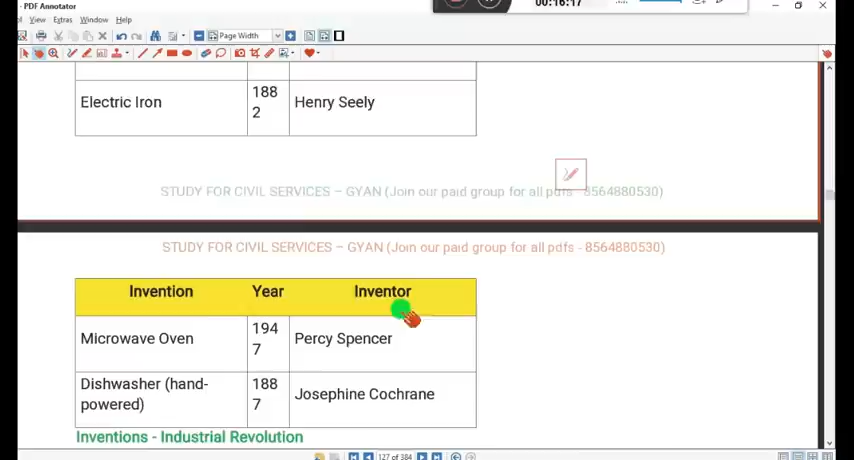 - PDF Annotator
00:16:17
View Extras Window Help
Page Width
Electric Iron 188 Henry Seely
2
STUDY FOR CIVIL SERVICES – GYAN (Join our paid group for all pdfs - 8564880530)
STUDY FOR CIVIL SERVICES – GYAN (Join our paid group for all pdfs - 8564880530)
Invention Year Inventor
Microwave Oven 194 Percy Spencer
7
Dishwasher (hand- 188 Josephine Cochrane
powered) 7
Inventions - Industrial Revolution
127 of 384